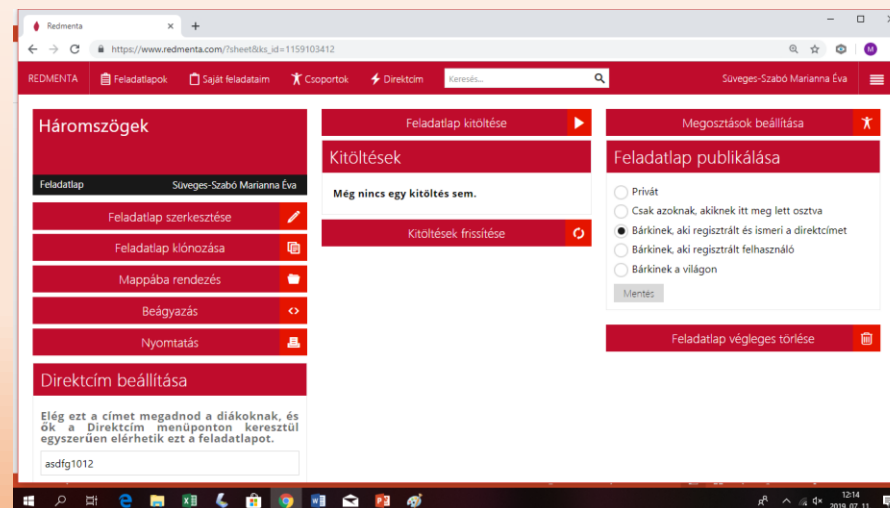 Redmenta
https://www.redmenta.com/?sheet&ks_id=1159103412
REDMENTA Feladatlapok Saját feladataim Csoportok Direktcím Keresés... Süveges-Szabó Marianna Éva
Háromszögek
Feladatlap Süveges-Szabó Marianna Éva
Feladatlap szerkesztése
Feladatlap klónozása
Mappába rendezés
Beágyazás
Nyomtatás
Direktcím beállítása
Elég ezt a címet megadnod a diákoknak, és
ők a Direktcím menüponton keresztül
egyszerűen elérhetik ezt a feladatlapot.
asdfg1012
Feladatlap kitöltése
Kitöltések
Még nincs egy kitöltés sem.
Kitöltések frissítése
Megosztások beállítása
Feladatlap publikálása
Privát
Csak azoknak, akiknek itt meg lett osztva
Bárkinek, aki regisztrált és ismeri a direktcímet
Bárkinek, aki regisztrált felhasználó
Bárkinek a világon
Mentés
Feladatlap végleges törlése
12:14
2019. 07. 11.